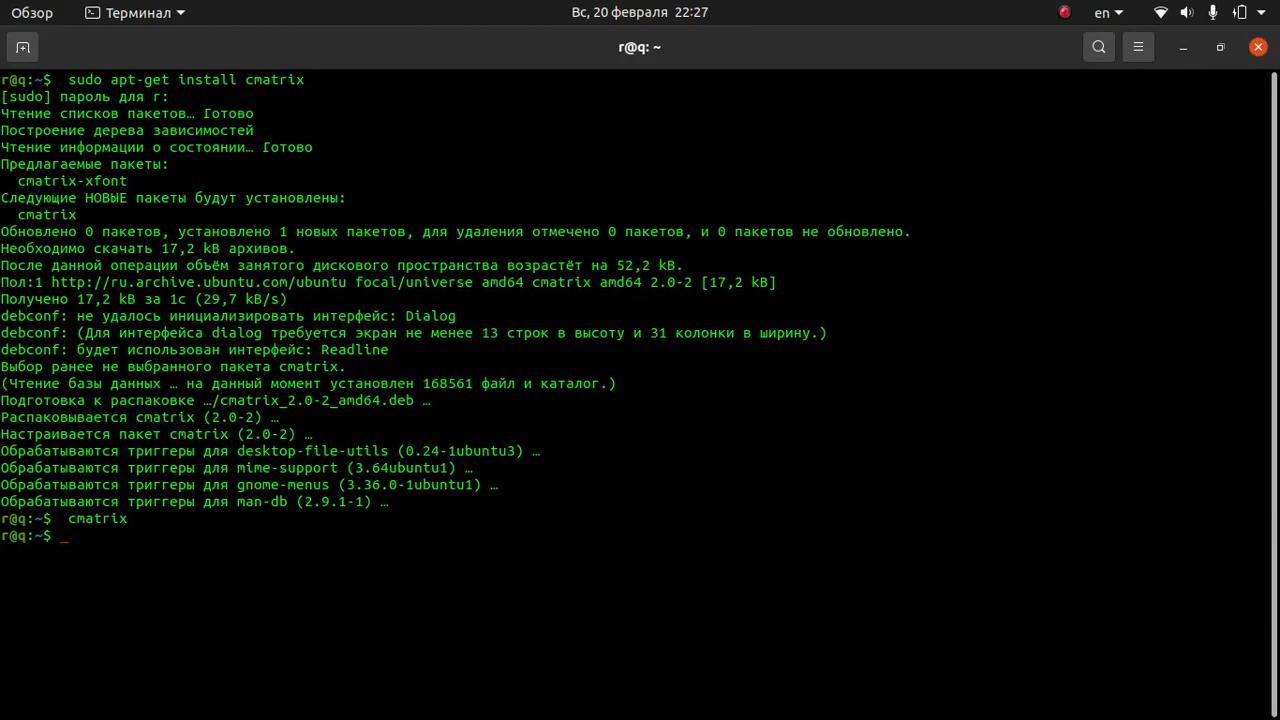 Обзор
Терминал
Вс, 20 февраля 22:27
en
r@q: ~
r@q:~$  sudo apt-get install cmatrix
[sudo] пароль для r:
Чтение списков пакетов… Готово
Построение дерева зависимостей
Чтение информации о состоянии… Готово
Предлагаемые пакеты:
  cmatrix-xfont
Следующие НОВЫЕ пакеты будут установлены:
  cmatrix
Обновлено 0 пакетов, установлено 1 новых пакетов, для удаления отмечено 0 пакетов, и 0 пакетов не обновлено.
Необходимо скачать 17,2 kB архивов.
После данной операции объём занятого дискового пространства возрастёт на 52,2 kB.
Пол:1 http://ru.archive.ubuntu.com/ubuntu focal/universe amd64 cmatrix amd64 2.0-2 [17,2 kB]
Получено 17,2 kB за 1с (29,7 kB/s)
debconf: не удалось инициализировать интерфейс: Dialog
debconf: (Для интерфейса dialog требуется экран не менее 13 строк в высоту и 31 колонки в ширину.)
debconf: будет использован интерфейс: Readline
Выбор ранее не выбранного пакета cmatrix.
(Чтение базы данных … на данный момент установлен 168561 файл и каталог.)
Подготовка к распаковке …/cmatrix_2.0-2_amd64.deb …
Распаковывается cmatrix (2.0-2) …
Настраивается пакет cmatrix (2.0-2) …
Обрабатываются триггеры для desktop-file-utils (0.24-1ubuntu3) …
Обрабатываются триггеры для mime-support (3.64ubuntu1) …
Обрабатываются триггеры для gnome-menus (3.36.0-1ubuntu1) …
Обрабатываются триггеры для man-db (2.9.1-1) …
r@q:~$  cmatrix
r@q:~$ _